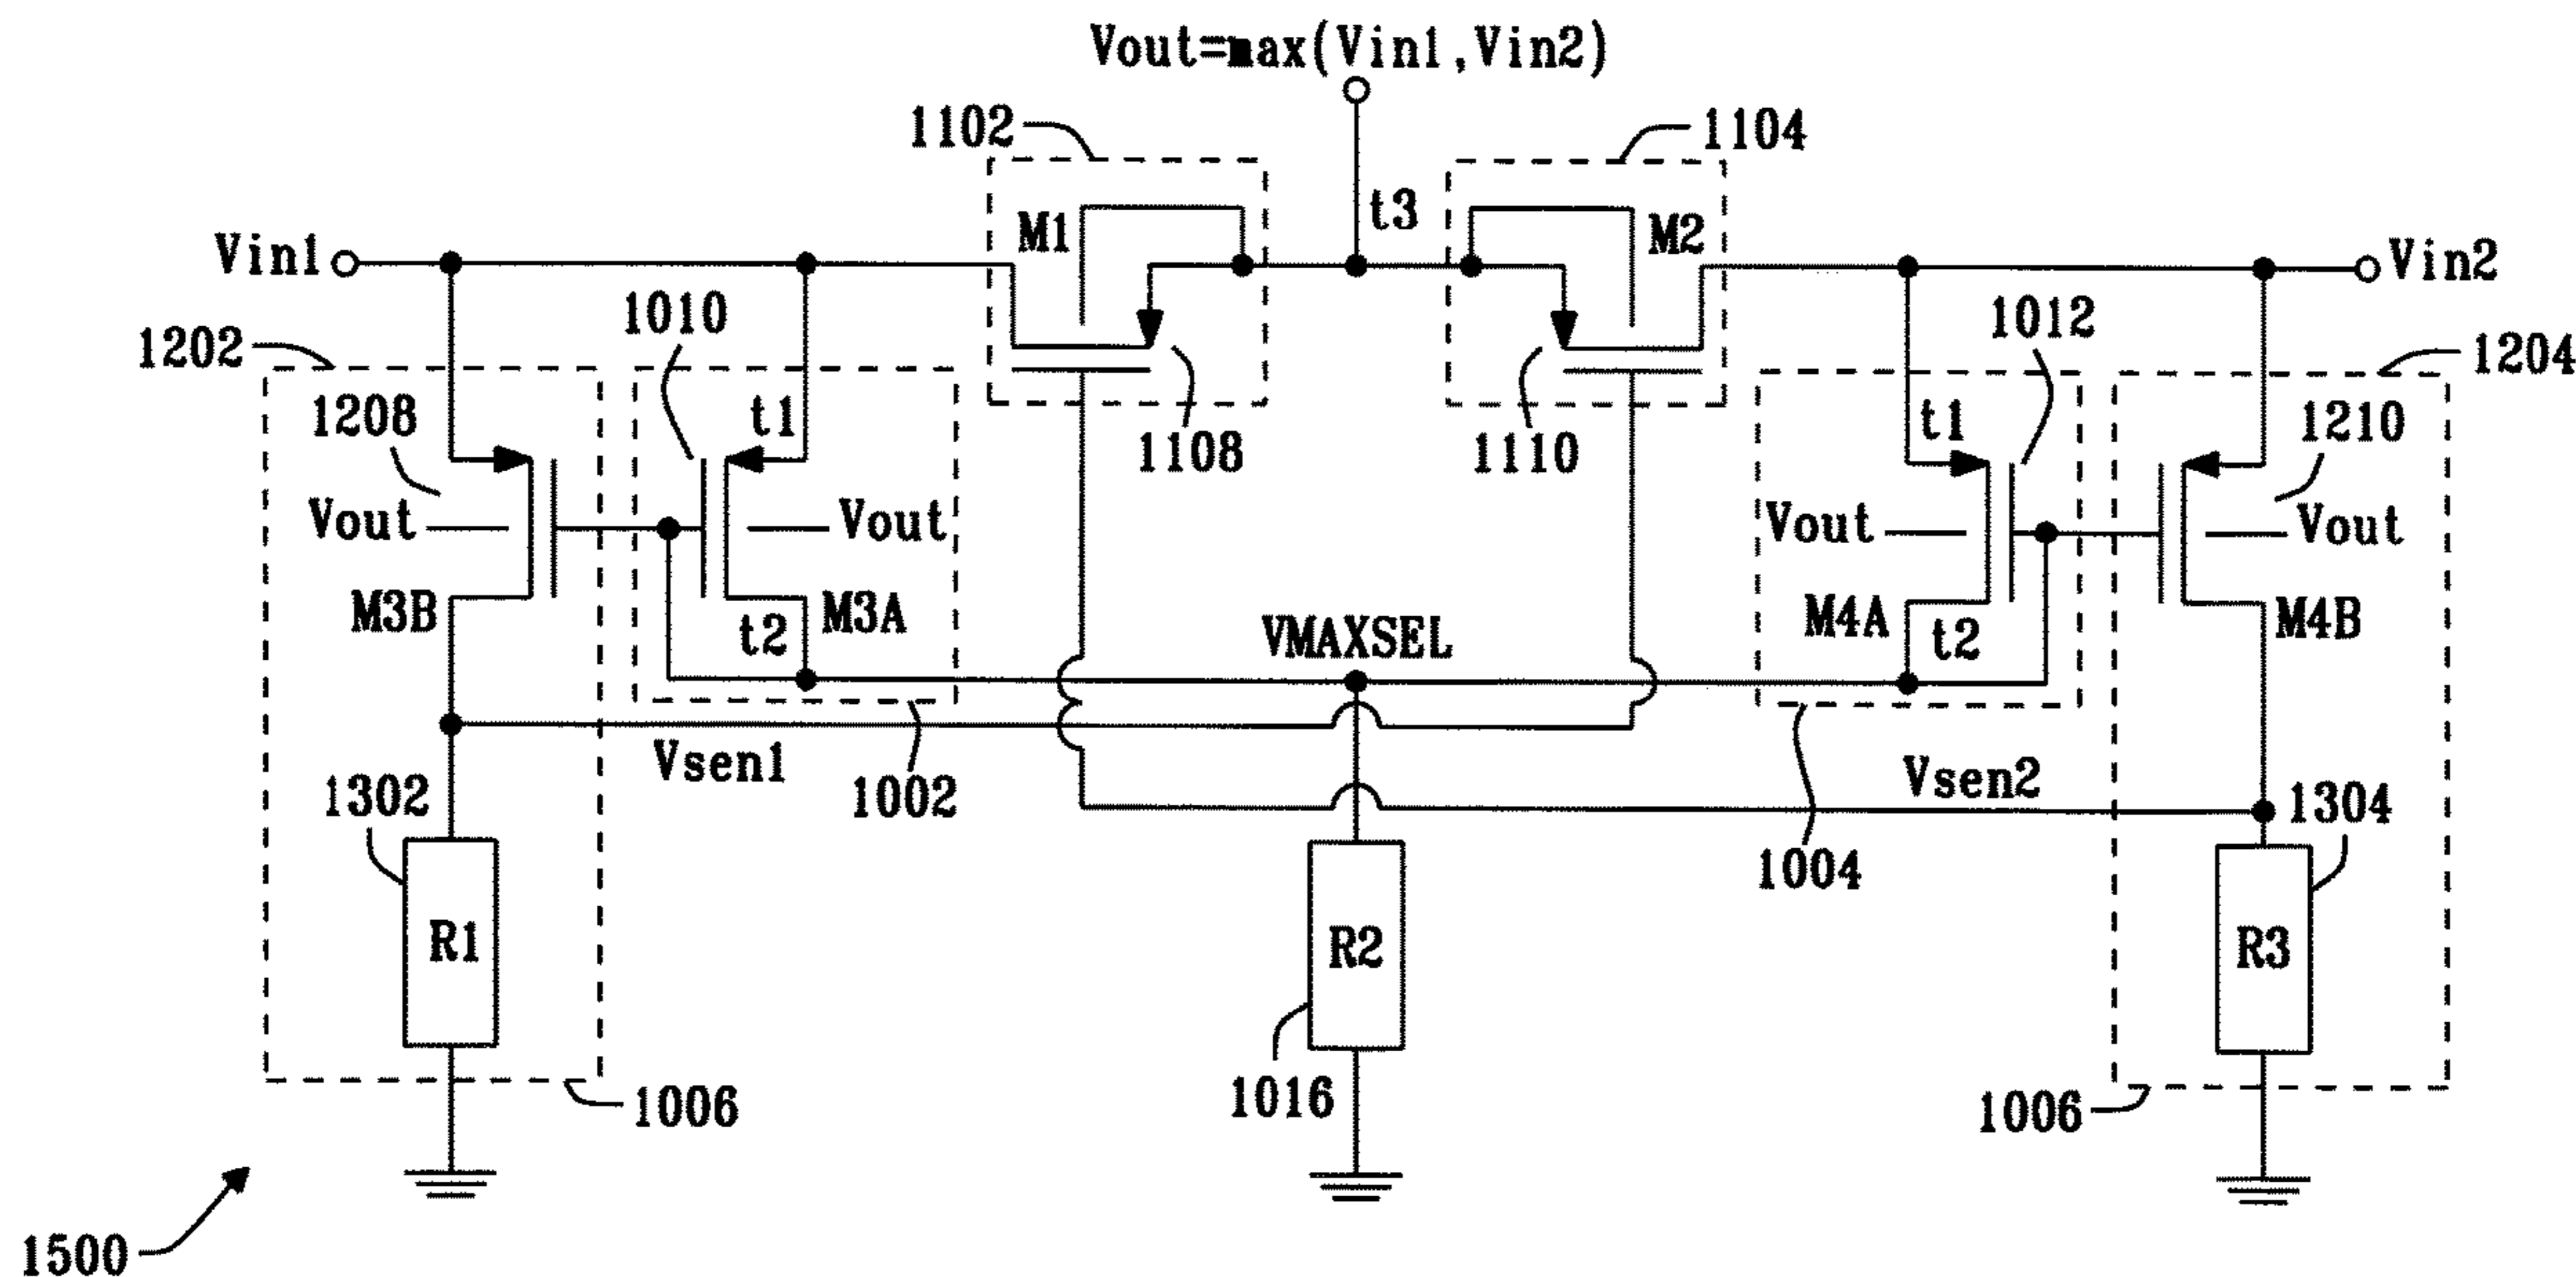 Vout=max(Vin1,Vin2)
1102
1104
M1
t3
M2
Vin1
Vin2
1010
1012
1202
1204
1208
t1
1108
1110
t1
1210
Vout
Vout
Vout
Vout
M3B
t2
M3A
VMAXSEL
M4A
t2
M4B
Vsen1
1002
Vsen2
1302
1304
1004
R1
R2
R3
1006
1016
1006
1500